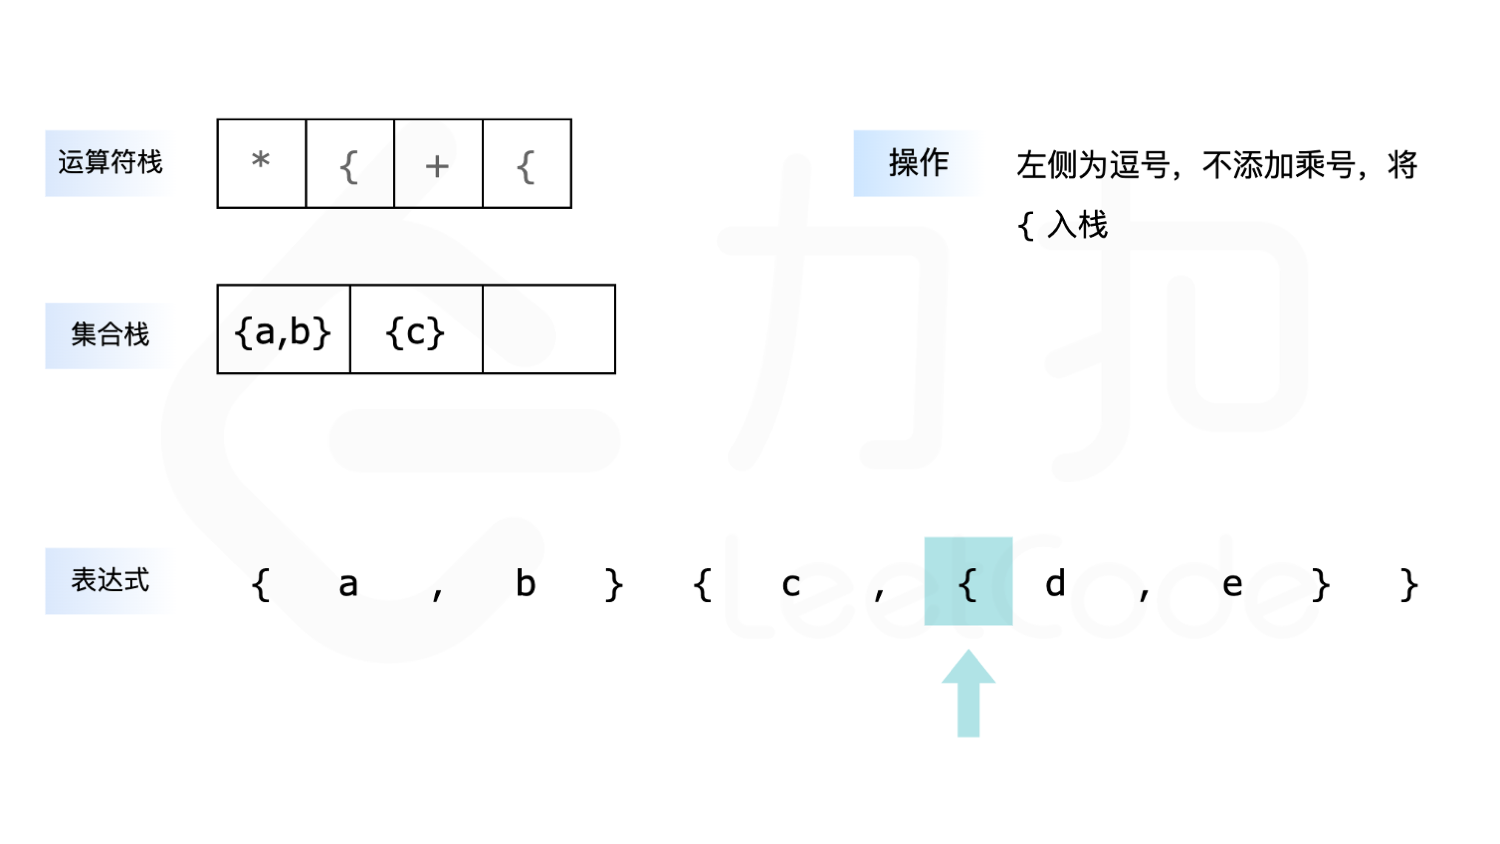 运算符栈 * { + {
操作 左侧为逗号，不添加乘号，将
{ 入栈
集合栈 {a,b} {c}
力扣
LeetCode
表达式 { a , b } { c , { d , e } }